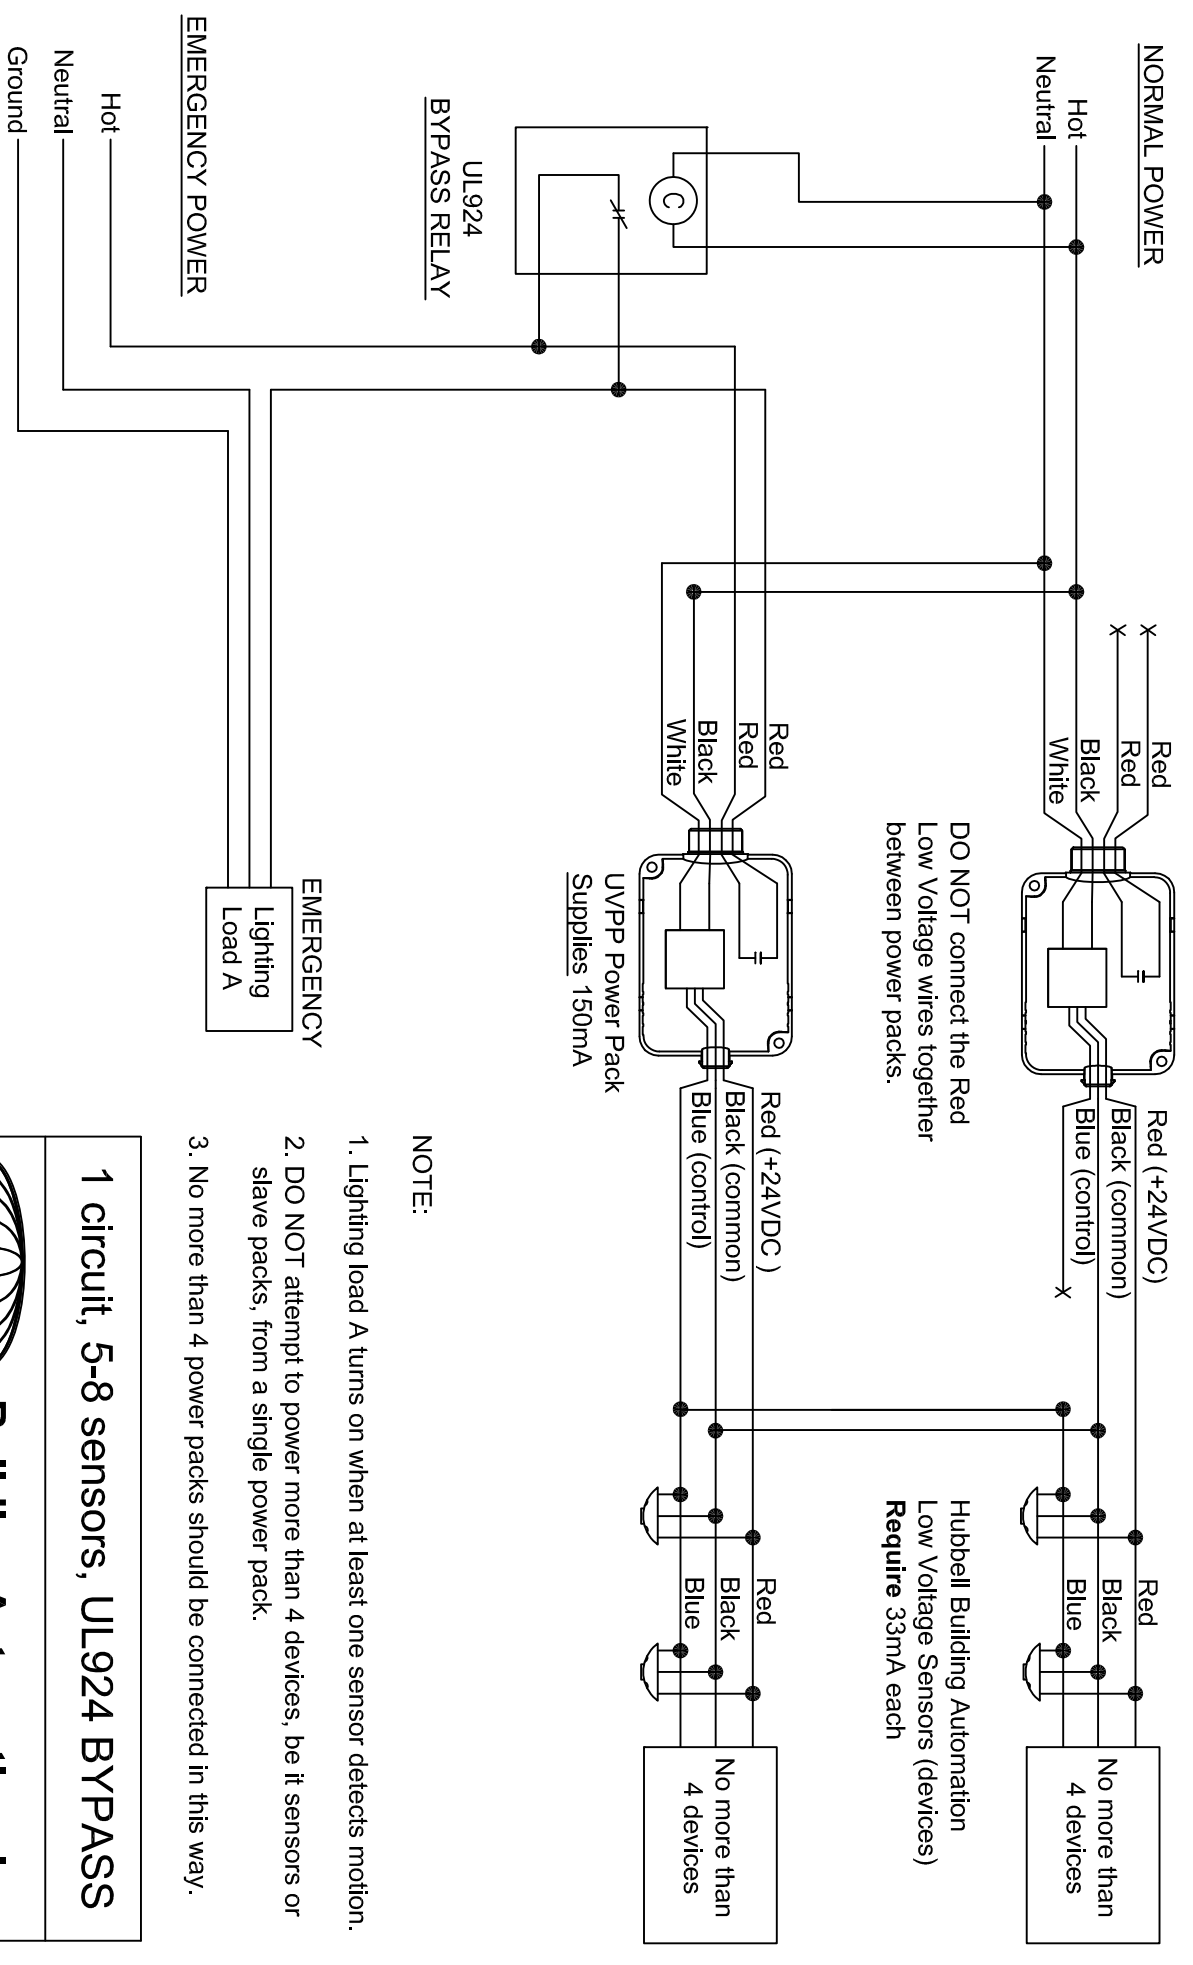 NORMAL POWER
Hot
Neutral
Red
Red
Black
White
Red (+24VDC)
Black (common)
Blue (control)
Red
Black
Blue
No more than
4 devices
DO NOT connect the Red
Low Voltage wires together
between power packs.
Hubbell Building Automation
Low Voltage Sensors (devices)
Require 33mA each
Red
Red
Black
White
Red (+24VDC )
Black (common)
Blue (control)
Red
Black
Blue
No more than
4 devices
UVPP Power Pack
Supplies 150mA
C
UL924
BYPASS RELAY
EMERGENCY POWER
Hot
Neutral
Ground
EMERGENCY
Lighting
Load A
NOTE:
1. Lighting load A turns on when at least one sensor detects motion.
2. DO NOT attempt to power more than 4 devices, be it sensors or
slave packs, from a single power pack.
3. No more than 4 power packs should be connected in this way.
1 circuit, 5-8 sensors, UL924 BYPASS